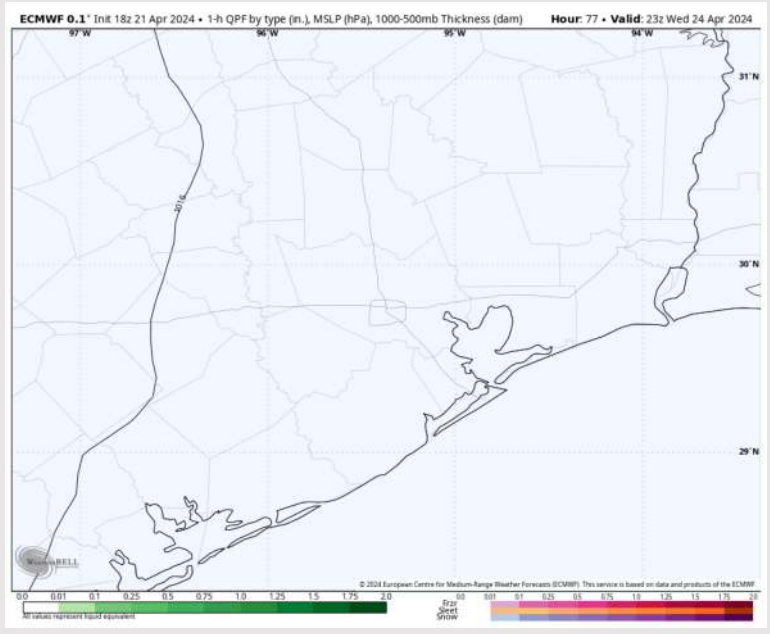 ECMWF 0.1° Init 18z 21 Apr 2024 • 1-h QPF by type (in.), MSLP (hPa), 1000-500mb Thickness (dam) Hour: 77 • Valid: 23z Wed 24 Apr 2024
97°W 96°W 95°W 94°W
31°N
1016
30°N
29°N
WEATHERBELL
© 2024 European Centre for Medium-Range Weather Forecasts (ECMWF). This service is based on data and products of the ECMWF
0.0 0.01 0.1 0.25 0.5 0.75 1.0 1.25 1.5 1.75 2.0 0.0 0.01 0.1 0.25 0.5 0.75 1.0 1.25 1.5 1.75 2.0
Frzr
Sleet
Snow
All values represent liquid equivalent